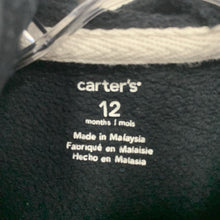 carter's®
12
months / mois
Made in Malaysia
Fabriqué en Malaisie
Hecho en Malasia